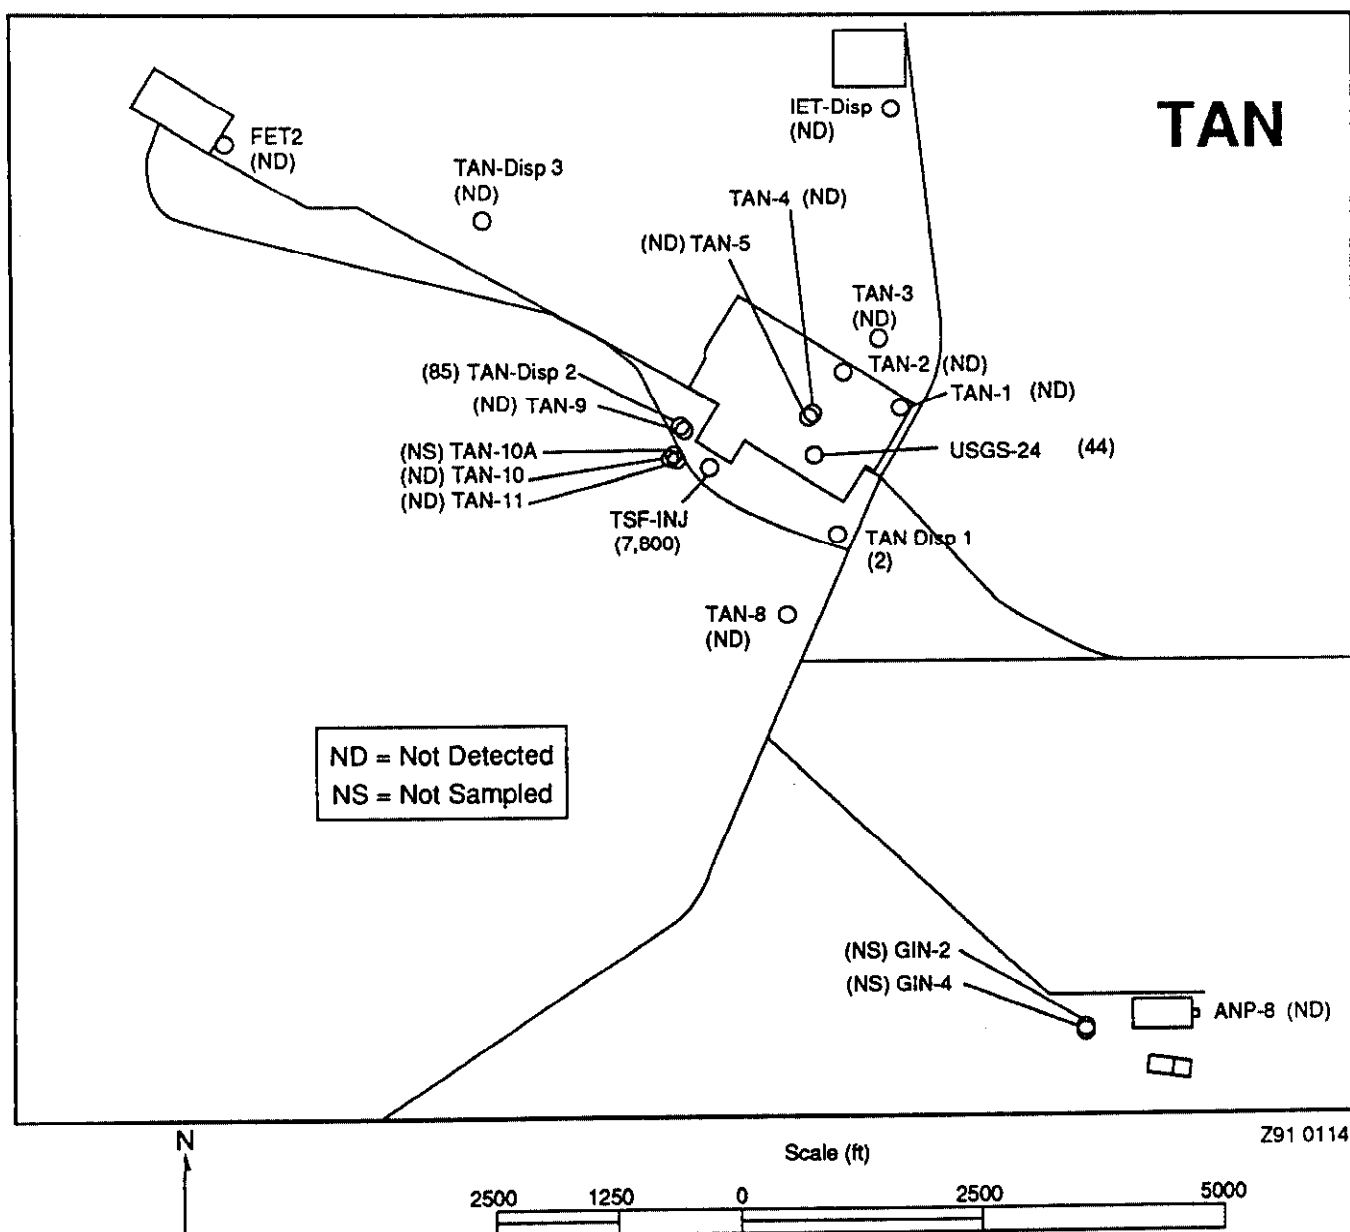 TAN
IET-Disp
(ND)
FET2
(ND)
TAN-Disp 3
(ND)
TAN-4 (ND)
(ND) TAN-5
TAN-3
(ND)
TAN-2 (ND)
(85) TAN-Disp 2
TAN-1 (ND)
(ND) TAN-9
(NS) TAN-10A
USGS-24 (44)
(ND) TAN-10
(ND) TAN-11
TSF-INJ
(7,800)
TAN Disp 1
(2)
TAN-8
(ND)
ND = Not Detected
NS = Not Sampled
(NS) GIN-2
(NS) GIN-4
ANP-8 (ND)
Z91 0114
N
Scale (ft)
2500 1250 0 2500 5000